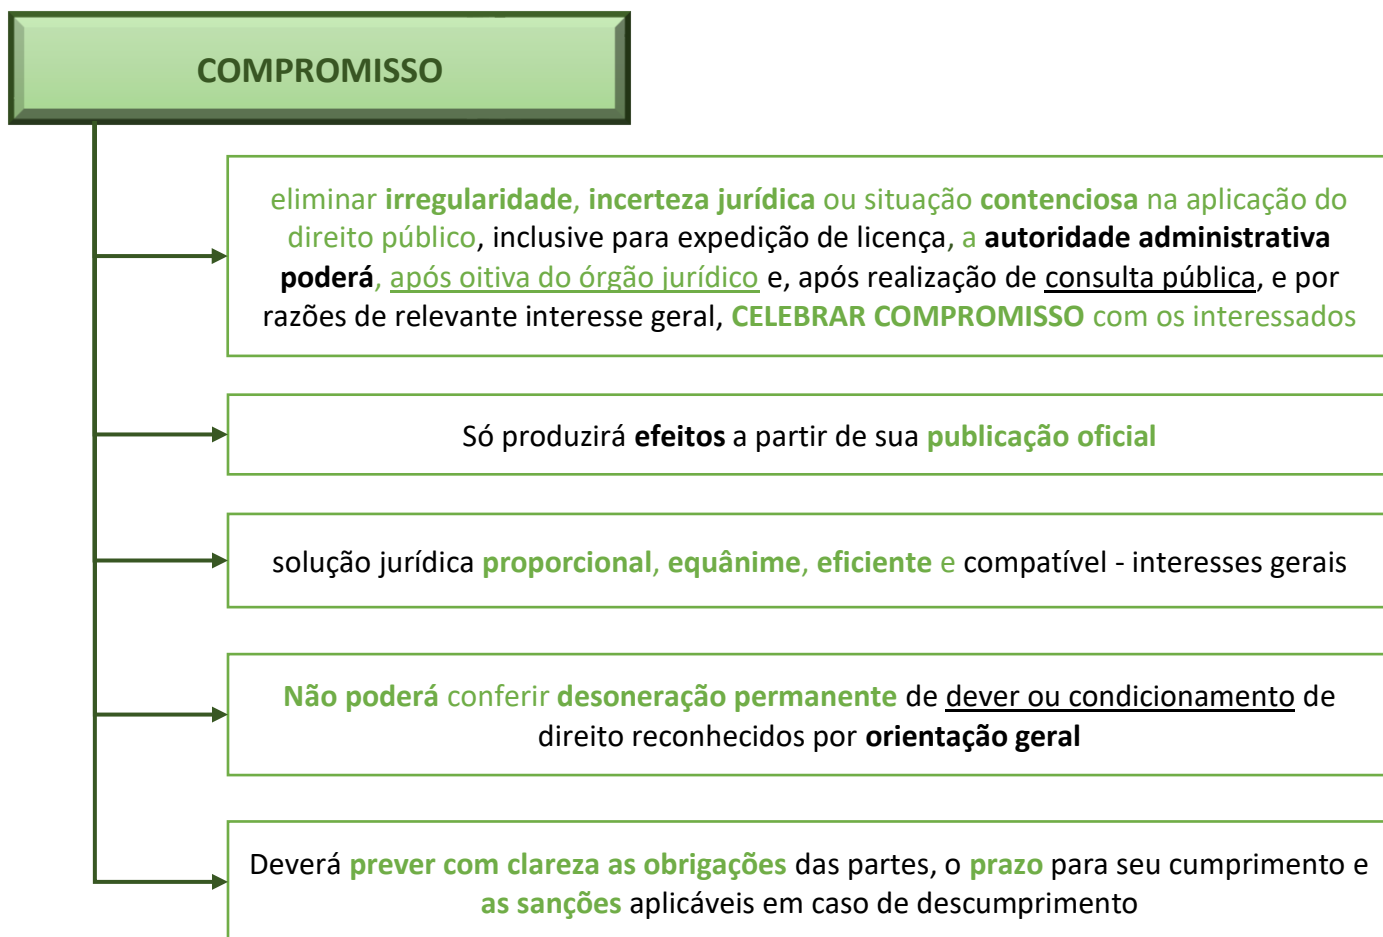 COMPROMISSO
eliminar irregularidade, incerteza jurídica ou situação contenciosa na aplicação do
direito público, inclusive para expedição de licença, a autoridade administrativa
poderá, após oitiva do órgão jurídico e, após realização de consulta pública, e por
razões de relevante interesse geral, CELEBRAR COMPROMISSO com os interessados
Só produzirá efeitos a partir de sua publicação oficial
solução jurídica proporcional, equânime, eficiente e compatível - interesses gerais
Não poderá conferir desoneração permanente de dever ou condicionamento de
direito reconhecidos por orientação geral
Deverá prever com clareza as obrigações das partes, o prazo para seu cumprimento e
as sanções aplicáveis em caso de descumprimento